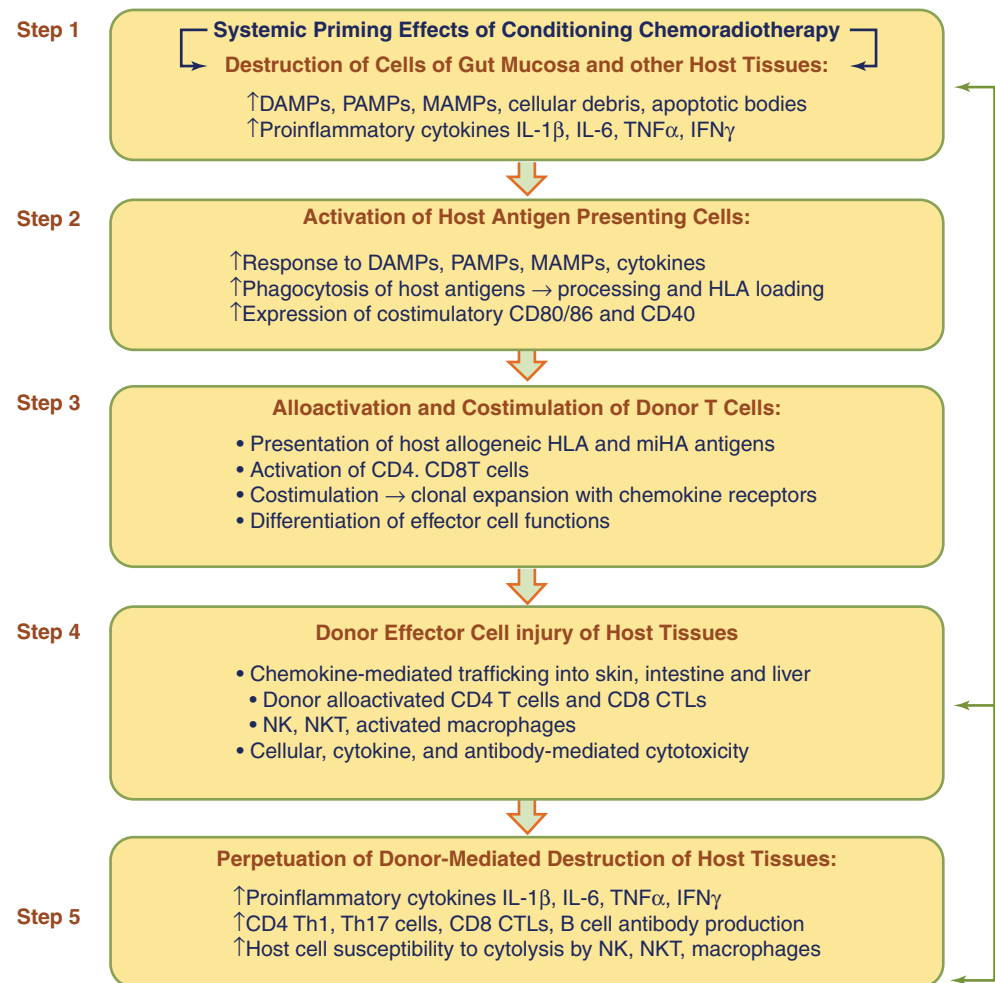 Step 1
Systemic Priming Effects of Conditioning Chemoradiotherapy
Destruction of Cells of Gut Mucosa and other Host Tissues:
↑DAMPs, PAMPs, MAMPs, cellular debris, apoptotic bodies
↑Proinflammatory cytokines IL-1β, IL-6, TNFα, IFNγ
Step 2
Activation of Host Antigen Presenting Cells:
↑Response to DAMPs, PAMPs, MAMPs, cytokines
↑Phagocytosis of host antigens → processing and HLA loading
↑Expression of costimulatory CD80/86 and CD40
Step 3
Alloactivation and Costimulation of Donor T Cells:
• Presentation of host allogeneic HLA and miHA antigens
• Activation of CD4. CD8T cells
• Costimulation → clonal expansion with chemokine receptors
• Differentiation of effector cell functions
Step 4
Donor Effector Cell injury of Host Tissues
• Chemokine-mediated trafficking into skin, intestine and liver
• Donor alloactivated CD4 T cells and CD8 CTLs
• NK, NKT, activated macrophages
• Cellular, cytokine, and antibody-mediated cytotoxicity
Step 5
Perpetuation of Donor-Mediated Destruction of Host Tissues:
↑Proinflammatory cytokines IL-1β, IL-6, TNFα, IFNγ
↑CD4 Th1, Th17 cells, CD8 CTLs, B cell antibody production
↑Host cell susceptibility to cytolysis by NK, NKT, macrophages